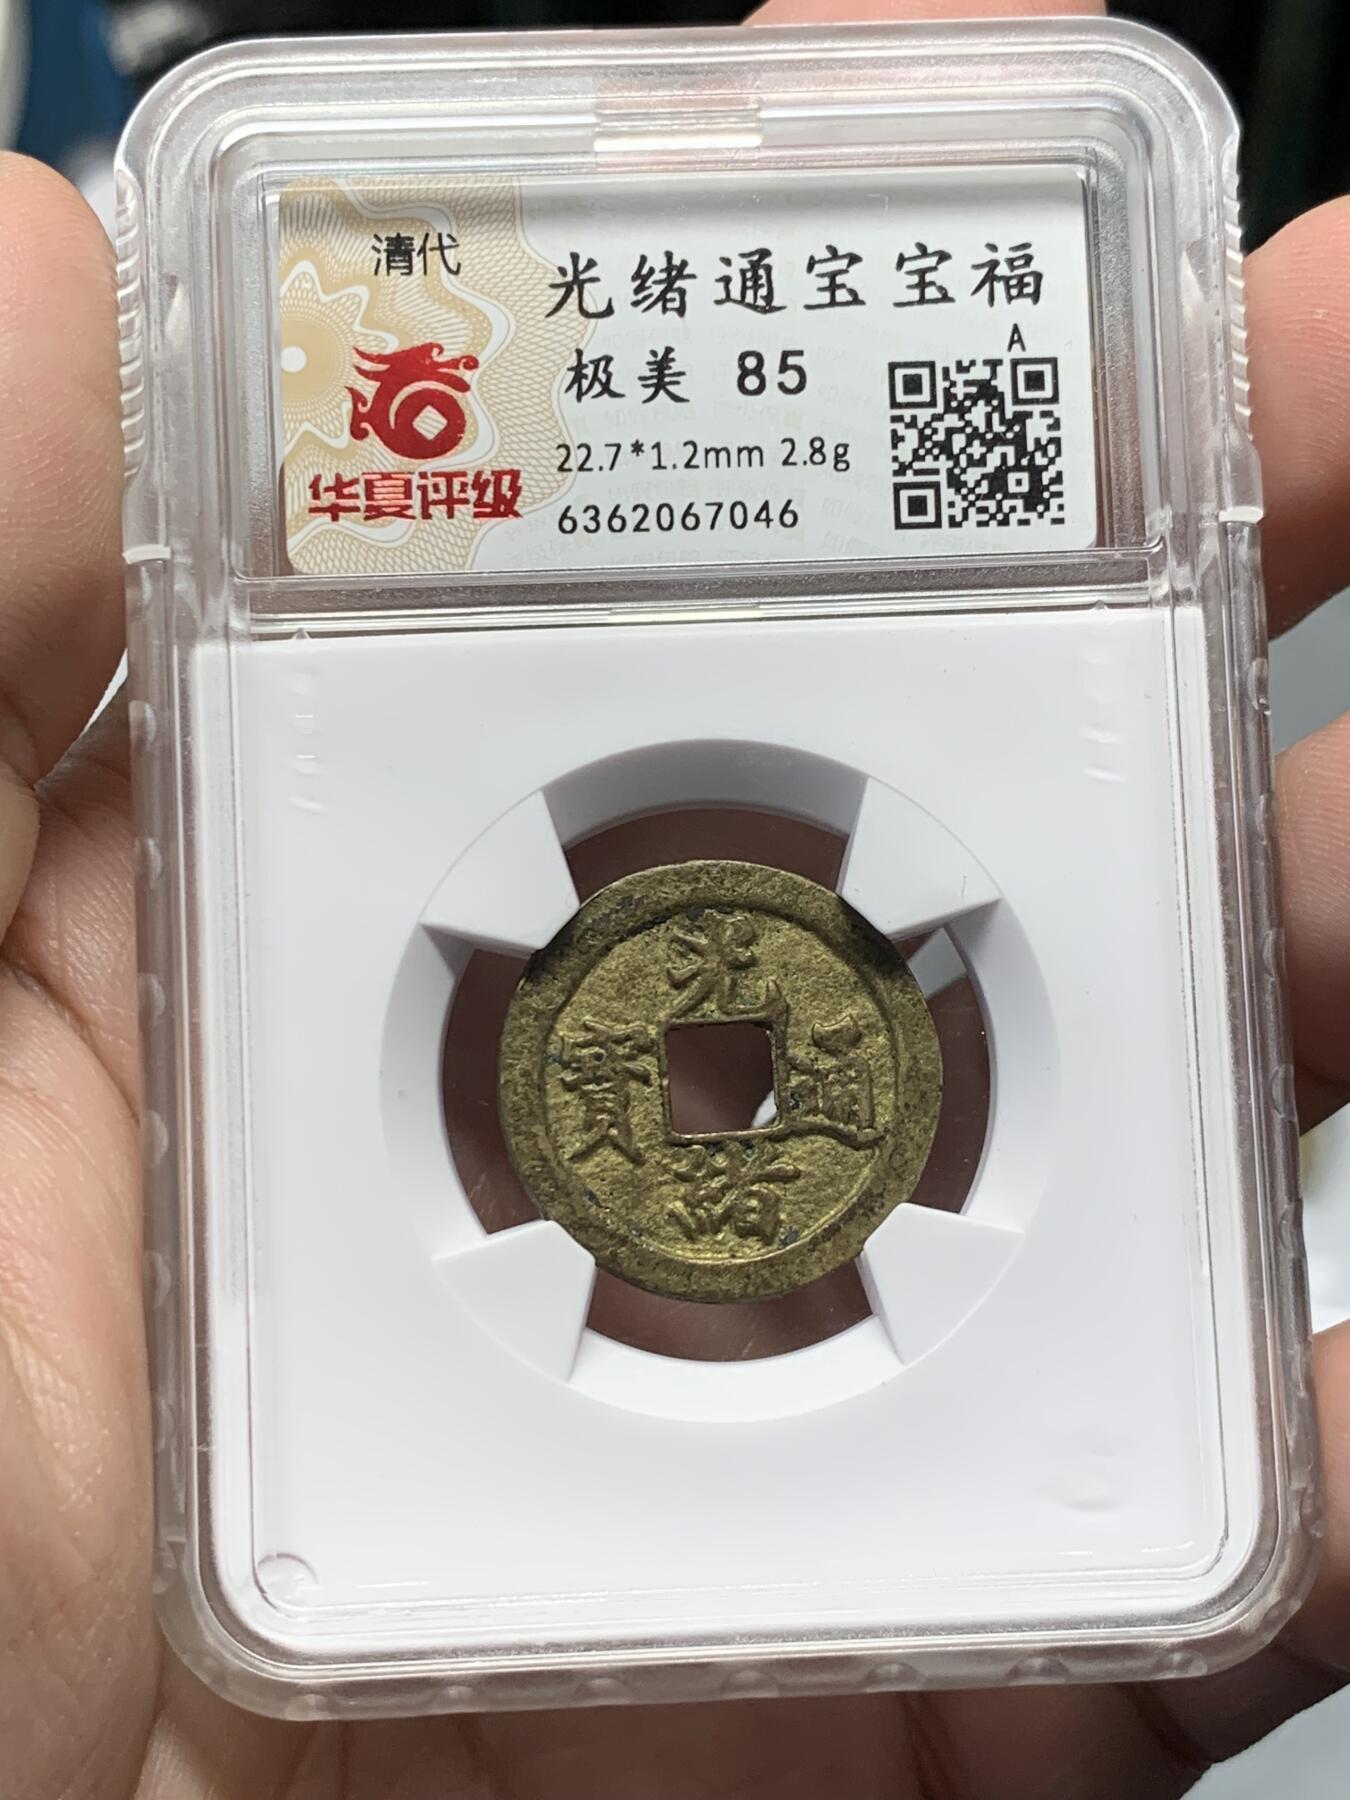 清代
华夏评级
光绪通宝宝福
极美 85
22.7*1.2mm 2.8g
6362067046
A
光
寶 通
緒